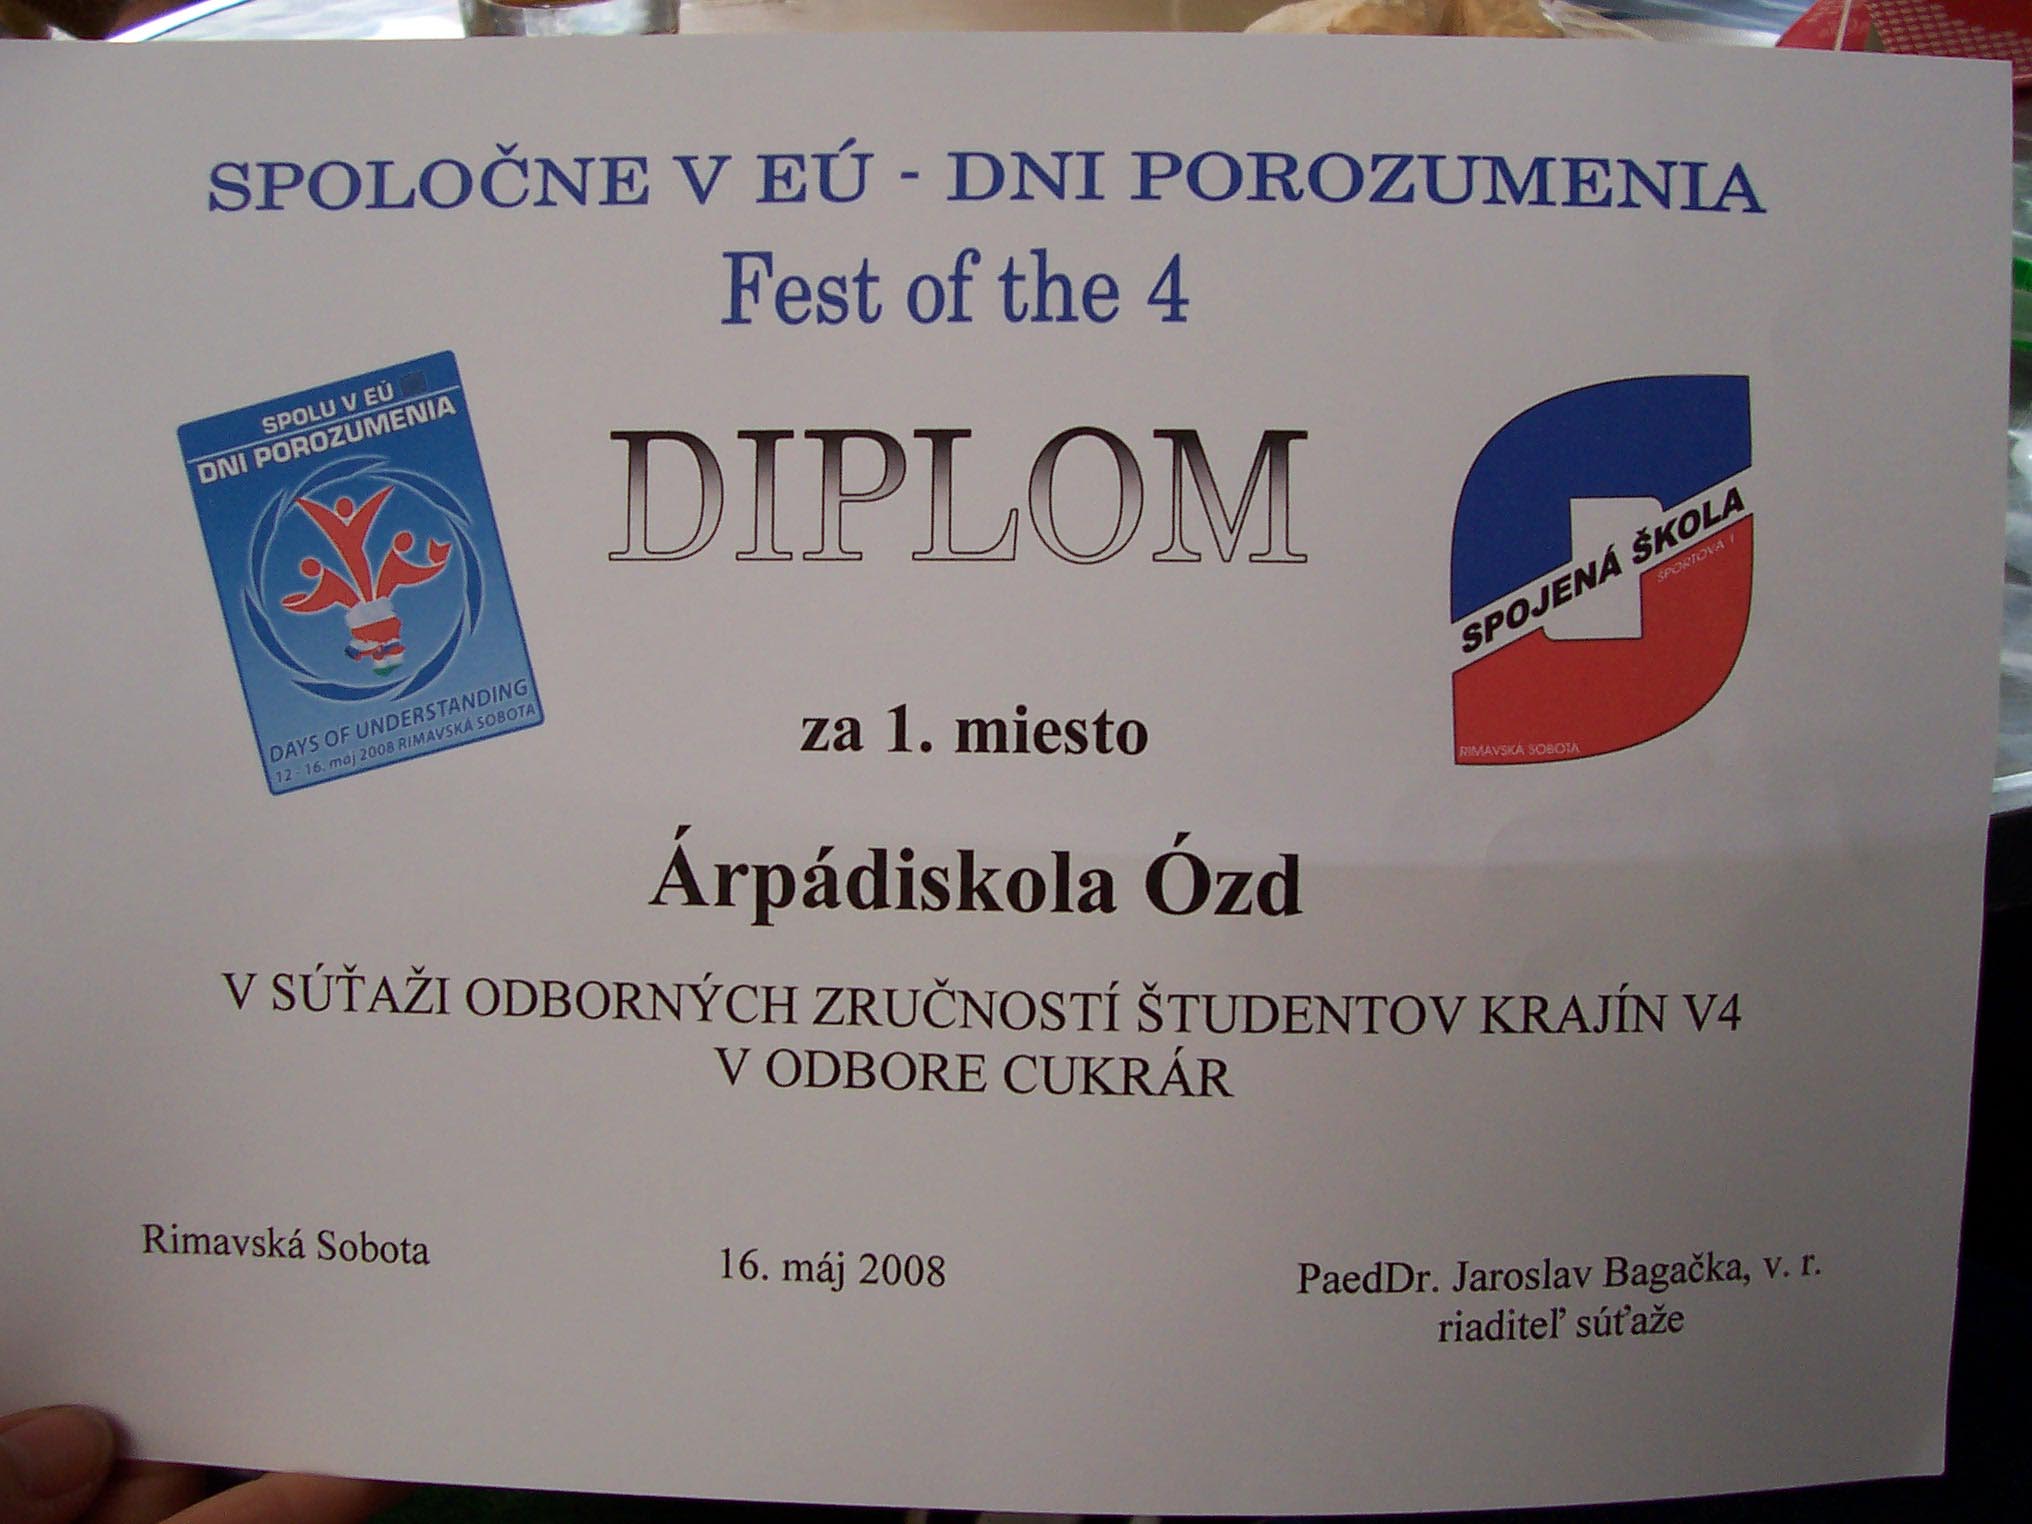 SPOLOČNE V EÚ - DNI POROZUMENIA
Fest of the 4
SPOLU V EÚ
DNI POROZUMENIA
DAYS OF UNDERSTANDING
12 - 16. máj 2008 RIMAVSKÁ SOBOTA
DIPLOM
SPOJENÁ ŠKOLA
ŠPORTOVÁ 1
RIMAVSKÁ SOBOTA
za 1. miesto
Árpádiskola Ózd
V SÚŤAŽI ODBORNÝCH ZRUČNOSTÍ ŠTUDENTOV KRAJÍN V4
V ODBORE CUKRÁR
Rimavská Sobota
16. máj 2008
PaedDr. Jaroslav Bagačka, v. r.
riaditeľ súťaže